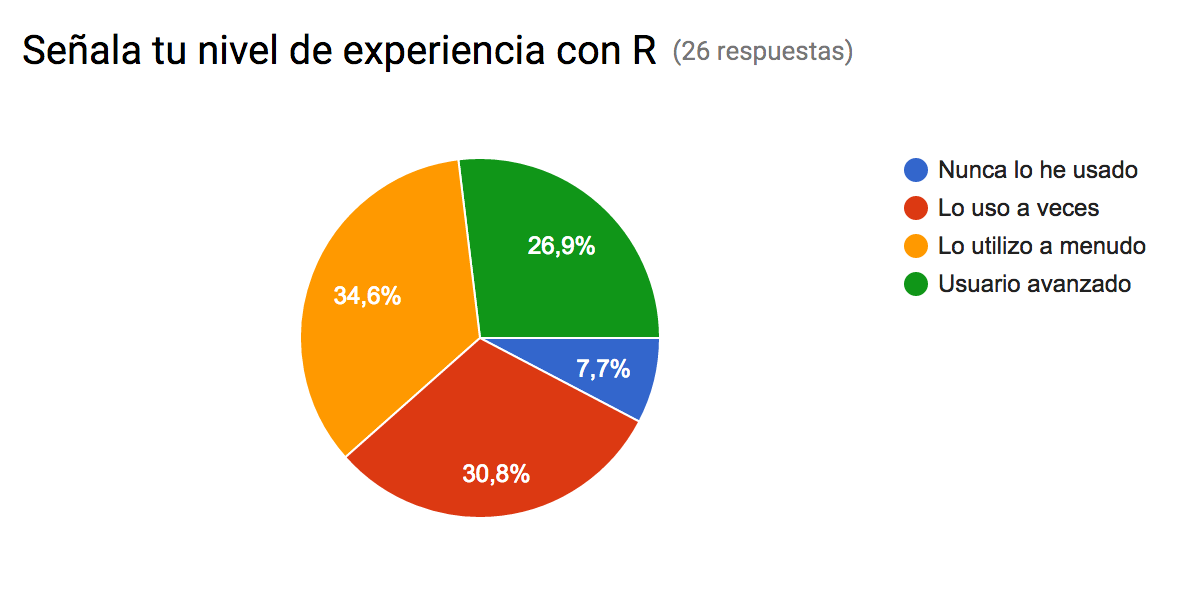 Señala tu nivel de experiencia con R (26 respuestas)
Nunca lo he usado
Lo uso a veces
Lo utilizo a menudo
Usuario avanzado
26,9%
34,6%
7,7%
30,8%